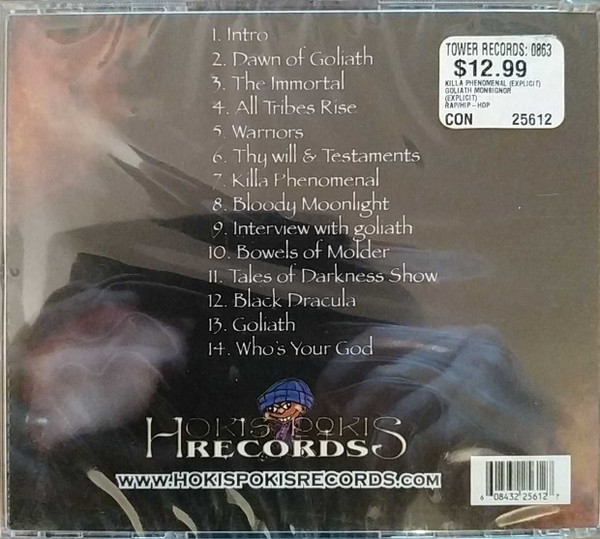 1. Intro
2. Dawn of Goliath
3. The Immortal
4. All Tribes Rise
5. Warriors
6. Thy will & Testaments
7. Killa Phenomenal
8. Bloody Moonlight
9. Interview with goliath
10. Bowels of Molder
11. Tales of Darkness Show
12. Black Dracula
13. Goliath
14. Who's Your God
TOWER RECORDS: 0863
$12.99
KILLA PHENOMENAL (EXPLICIT)
GOLIATH MONSIGNOR
(EXPLICIT)
RAP/HIP-HOP
CON 25612
HOKIS POKIS
RECORDS
WWW.HOKISPOKISRECORDS.COM
6 08432 25612 7